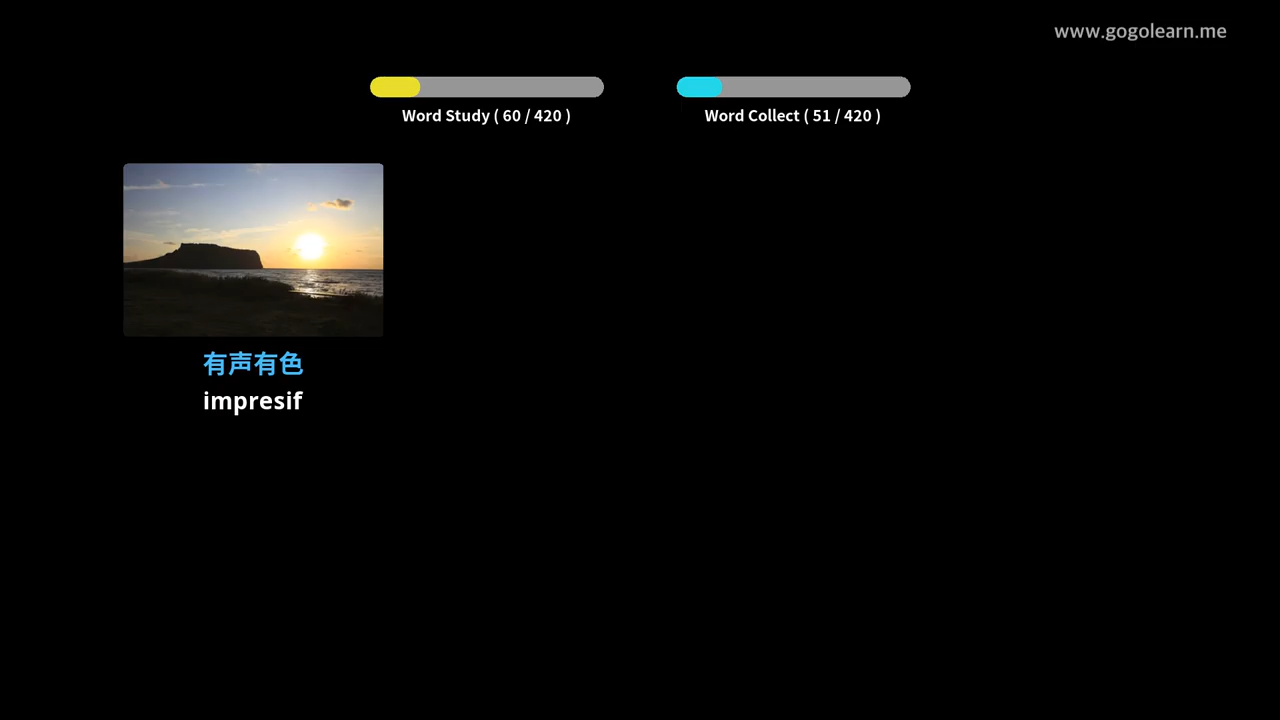 www.gogolearn.me
Word Study ( 60 / 420 )
Word Collect ( 51 / 420 )
有声有色
impresif